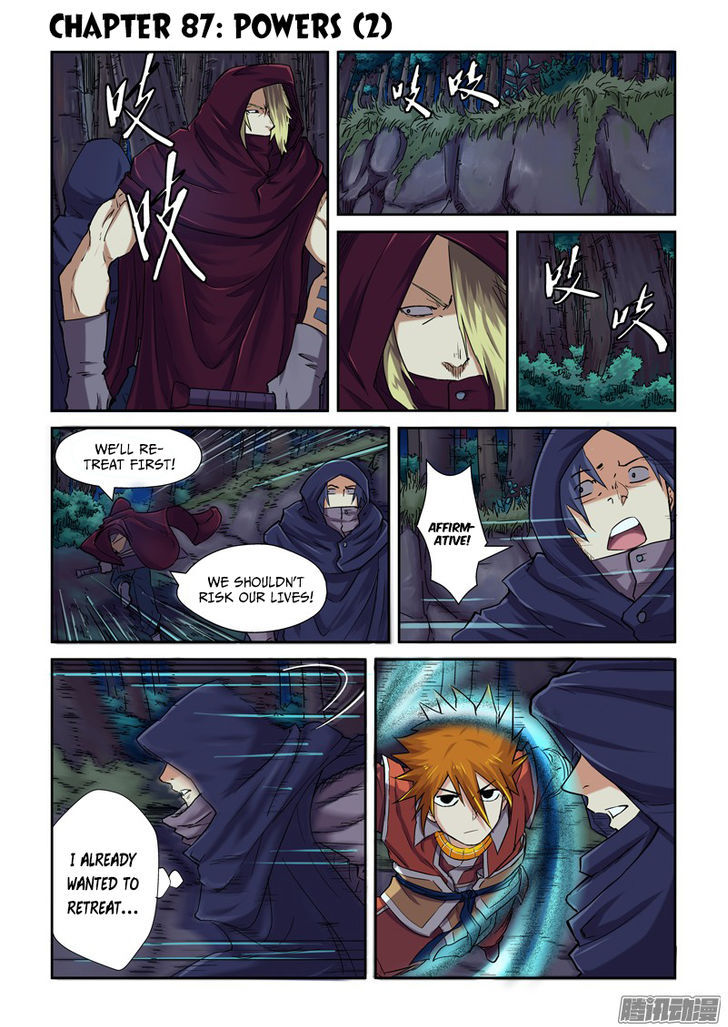 CHAPTER 87: POWERS (2)
吱
吱
吱 吱
吱 吱
WE'LL RE-
TREAT FIRST!
WE SHOULDN'T
RISK OUR LIVES!
AFFIRM-
ATIVE!
I ALREADY
WANTED TO
RETREAT...
腾讯动漫